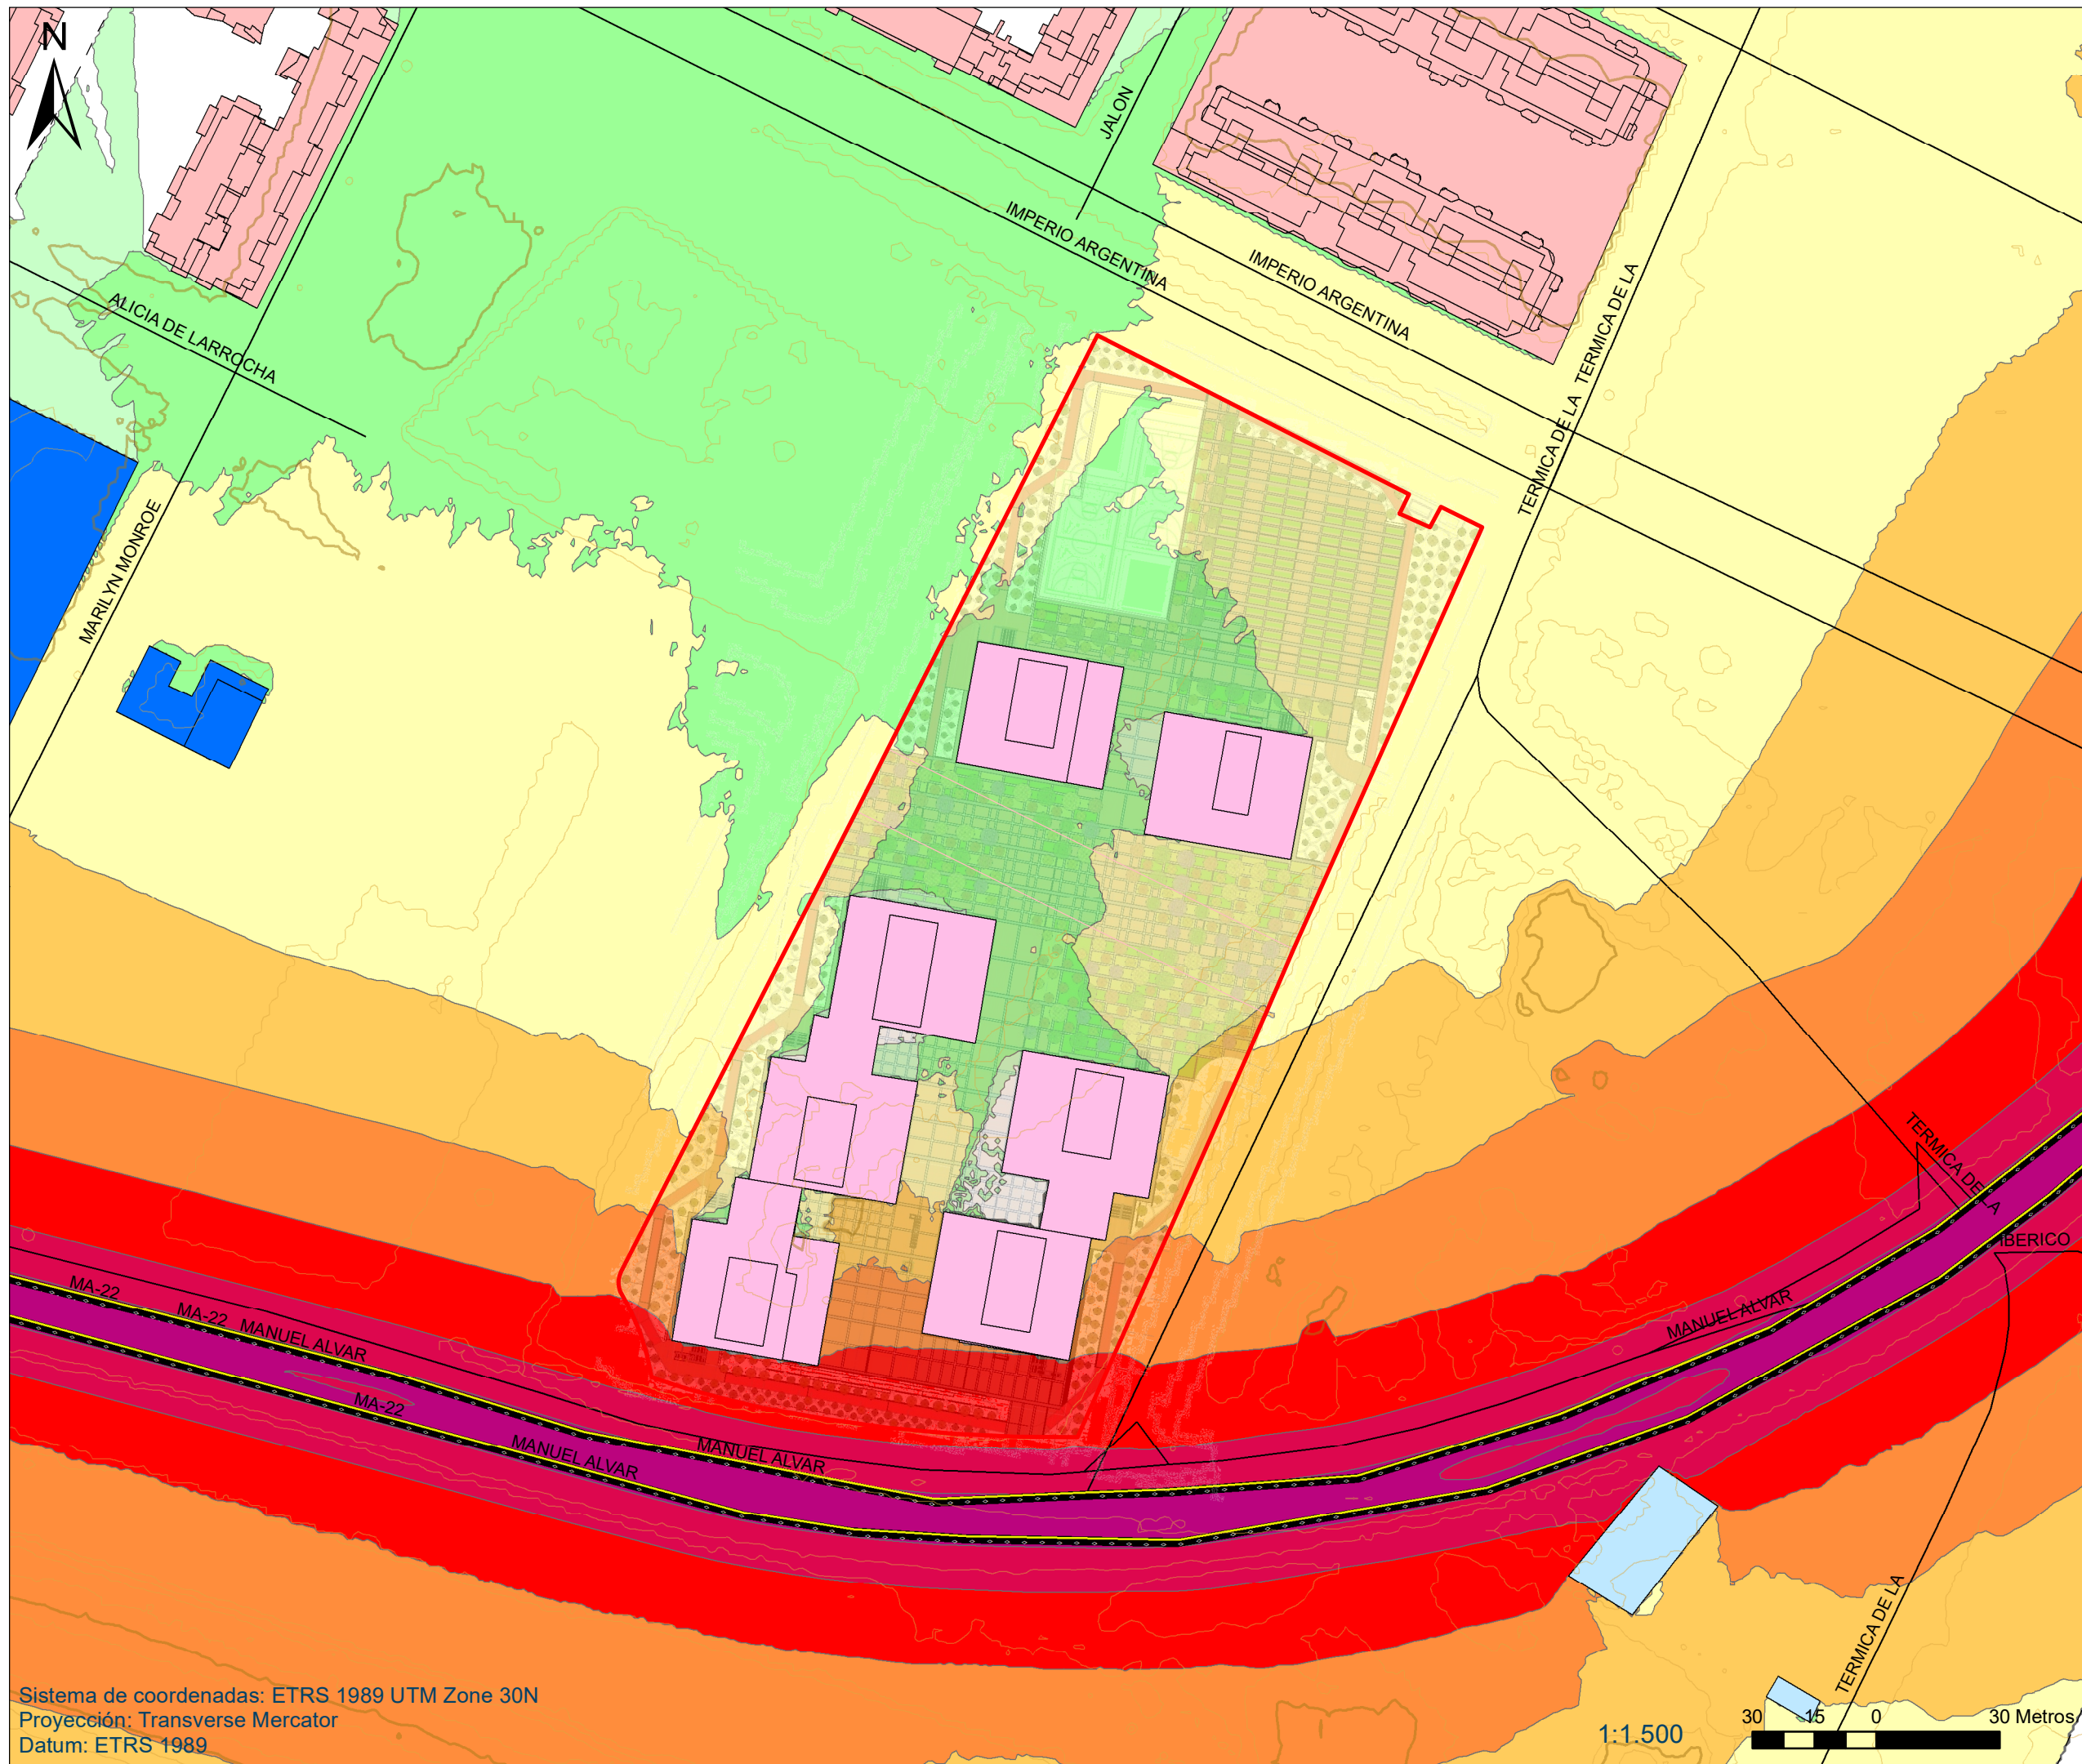 N
JALON
IMPERIO ARGENTINA
IMPERIO ARGENTINA
TERMICA DE LA
TERMICA DE LA
ALICIA DE LARROCHA
MARILYN MONROE
TERMICA DE LA
IBERICO
MA-22
MA-22
MANUEL ALVAR
MANUEL ALVAR
MA-22
MANUEL ALVAR
MANUEL ALVAR
TERMICA DE LA
Sistema de coordenadas: ETRS 1989 UTM Zone 30N
Proyección: Transverse Mercator
Datum: ETRS 1989
1:1.500
30 15 0 30 Metros